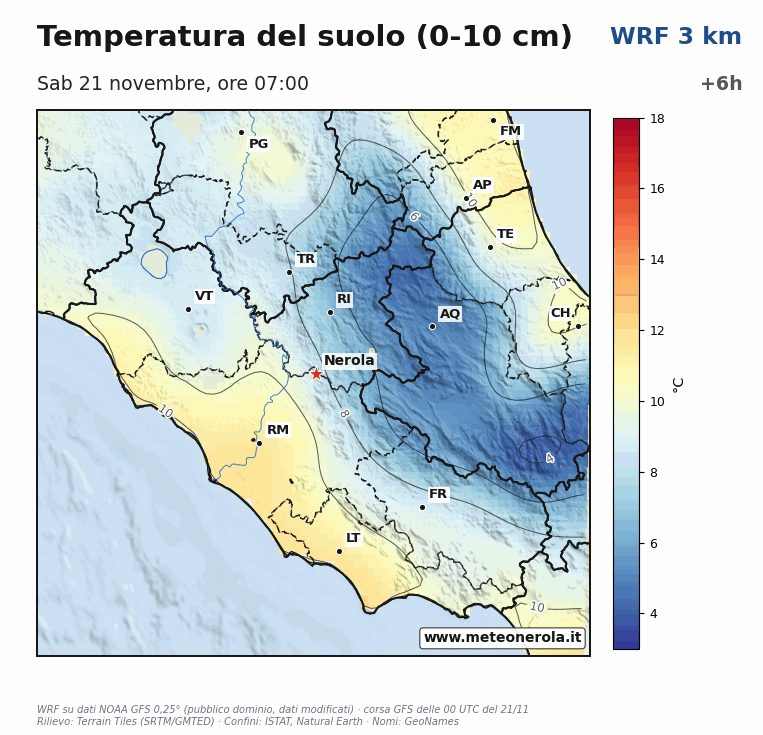 Temperatura del suolo (0-10 cm) WRF 3 km
Sab 21 novembre, ore 07:00 +6h
FM
PG
AP
10
6
TE
TR
10
VT
RI
AQ
CH
Nerola
10
8
RM
4
FR
LT
10
www.meteonerola.it
18
16
14
12
10
8
6
4
°C
WRF su dati NOAA GFS 0,25° (pubblico dominio, dati modificati) · corsa GFS delle 00 UTC del 21/11
Rilievo: Terrain Tiles (SRTM/GMTED) · Confini: ISTAT, Natural Earth · Nomi: GeoNames